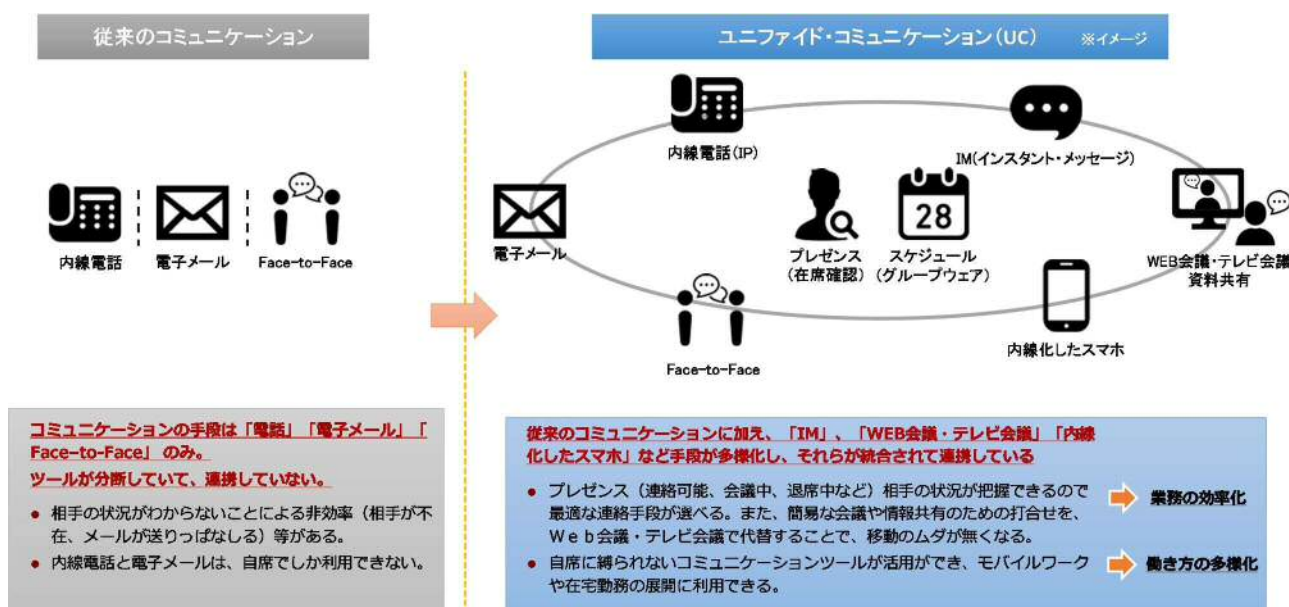 従来のコミュニケーション
ユニファイド・コミュニケーション(UC) ※イメージ
内線電話
電子メール
Face-to-Face
内線電話(IP)
IM(インスタント・メッセージ)
電子メール
28
プレゼンス
(在席確認)
スケジュール
(グループウェア)
WEB会議・テレビ会議
資料共有
Face-to-Face
内線化したスマホ
コミュニケーションの手段は「電話」「電子メール」「
Face-to-Face」 のみ。
ツールが分断していて、連携していない。
● 相手の状況がわからないことによる非効率（相手が不
在、メールが送りっぱなしる）等がある。
● 内線電話と電子メールは、自席でしか利用できない。
従来のコミュニケーションに加え、「IM」、「WEB会議・テレビ会議」「内線
化したスマホ」など手段が多様化し、それらが統合されて連携している
● プレゼンス（連絡可能、会議中、退席中など）相手の状況が把握できるので
最適な連絡手段が選べる。また、簡易な会議や情報共有のための打合せを、
Ｗｅｂ会議・テレビ会議で代替することで、移動のムダが無くなる。
業務の効率化
● 自席に縛られないコミュニケーションツールが活用ができ、モバイルワーク
や在宅勤務の展開に利用できる。
働き方の多様化